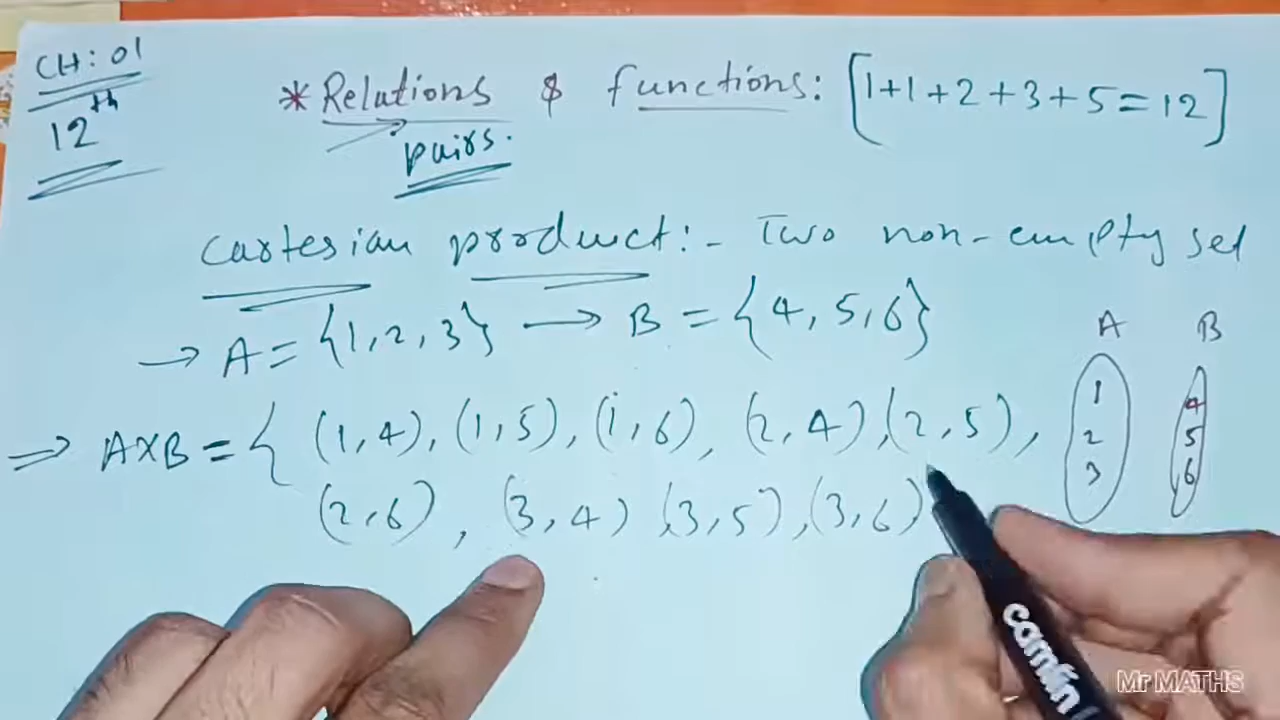 CH: 01
12th
*Relations & functions: [1+1+2+3+5=12]
pairs.
Cartesian product:- Two non-empty set
→ A = {1,2,3} → B = {4,5,6}
A B
⇒ A×B = { (1,4), (1,5), (1,6), (2,4), (2,5),
(2,6), (3,4) (3,5), (3,6)
1
2
3
4
5
6
camlin
Mr MATHS